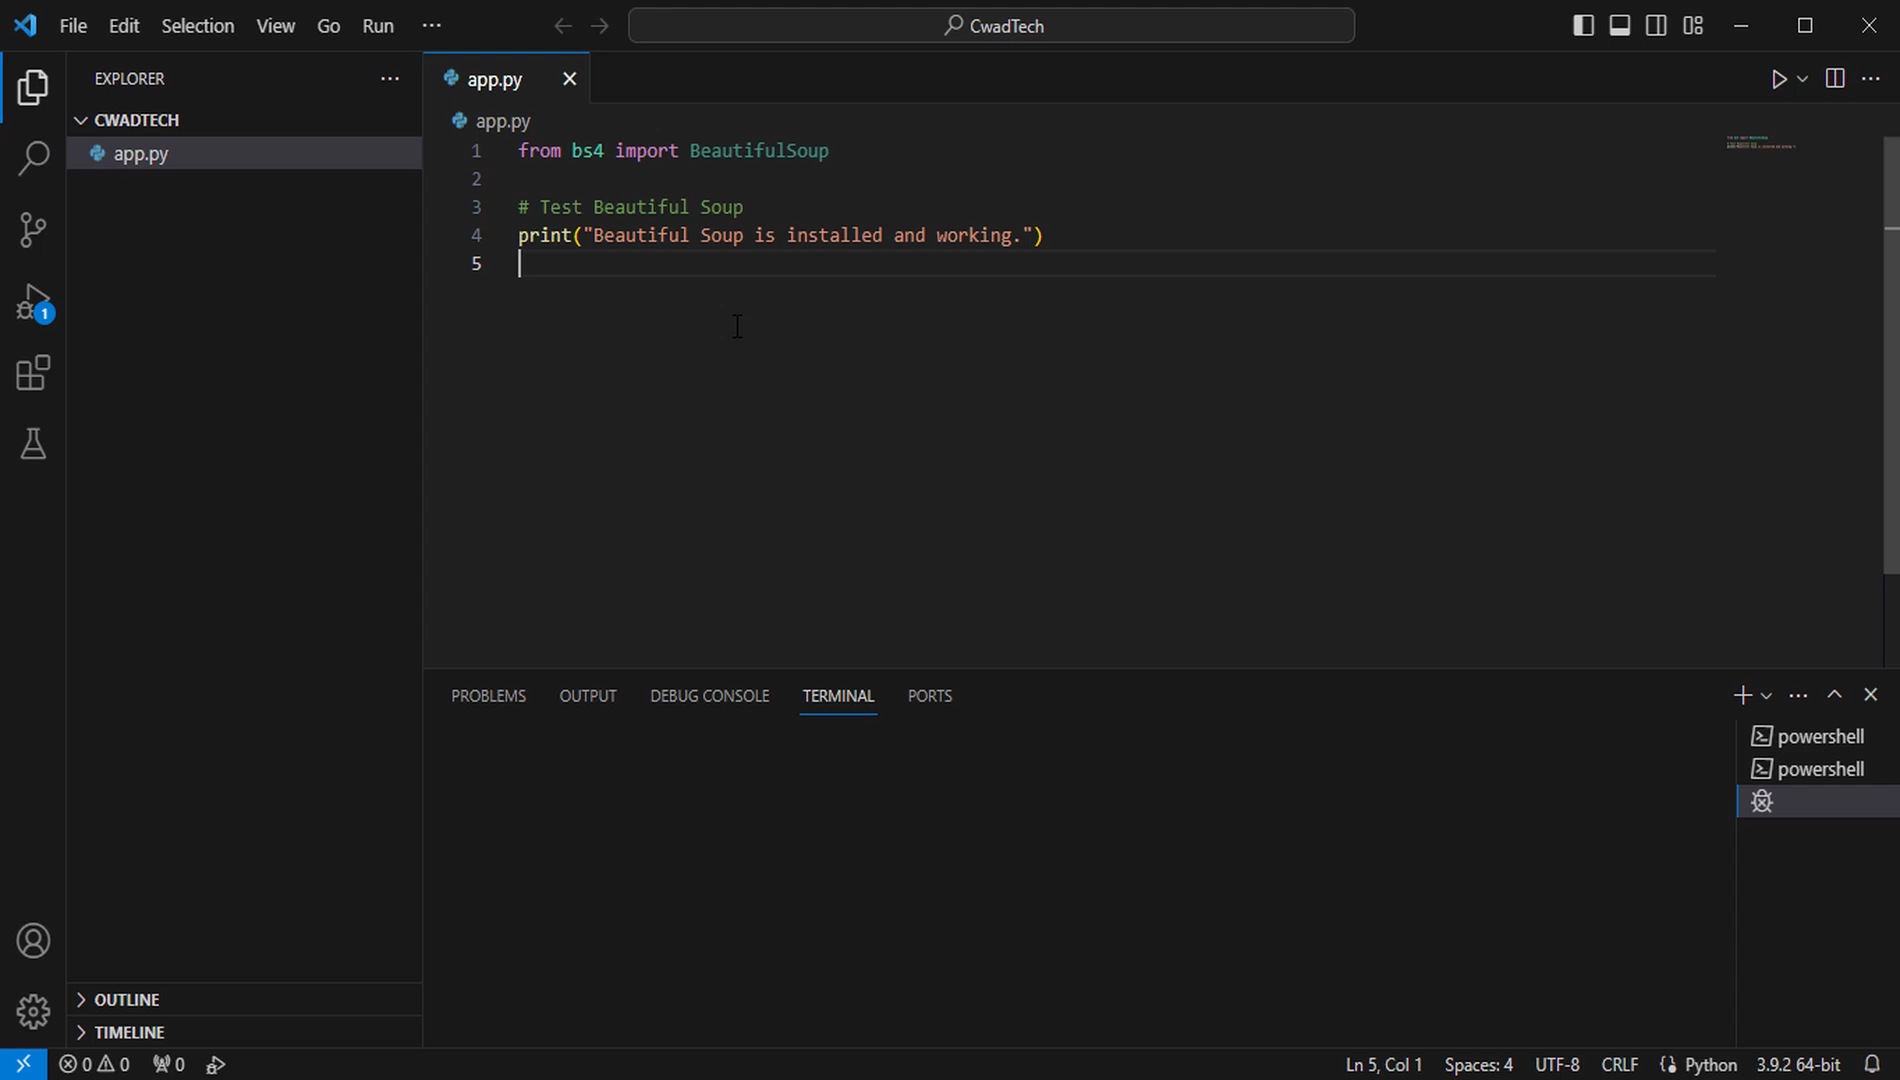 File Edit Selection View Go Run ···
CwadTech
EXPLORER
CWADTECH
app.py
app.py
app.py
1 from bs4 import BeautifulSoup
2
3 # Test Beautiful Soup
4 print("Beautiful Soup is installed and working.")
5
PROBLEMS OUTPUT DEBUG CONSOLE TERMINAL PORTS
powershell
powershell
1
OUTLINE
TIMELINE
0 0 0 Ln 5, Col 1 Spaces: 4 UTF-8 CRLF Python 3.9.2 64-bit